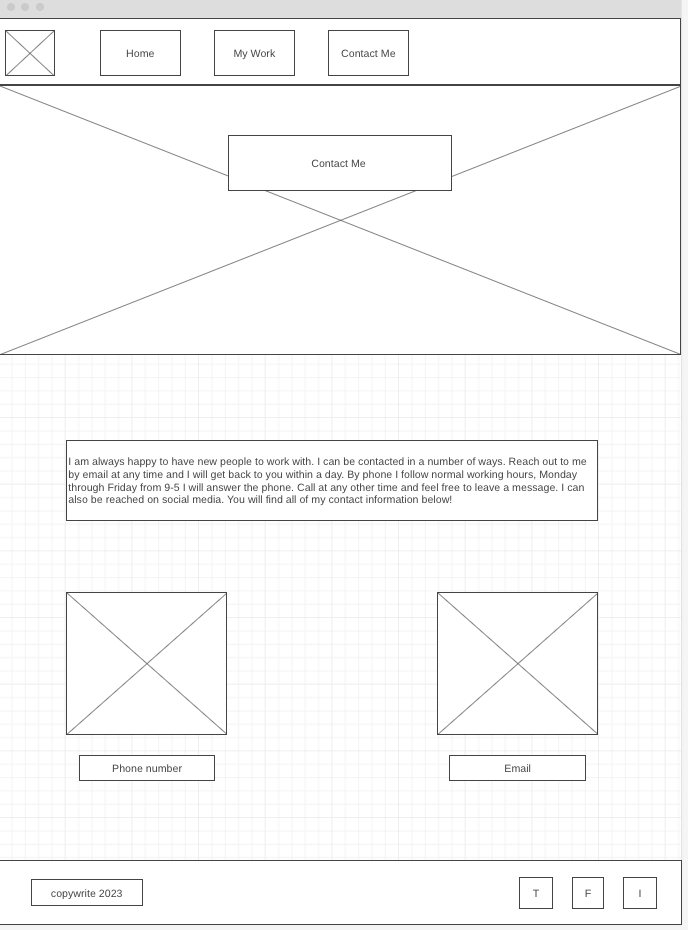 Home
My Work
Contact Me
Contact Me
I am always happy to have new people to work with. I can be contacted in a number of ways. Reach out to me
by email at any time and I will get back to you within a day. By phone I follow normal working hours, Monday
through Friday from 9-5 I will answer the phone. Call at any other time and feel free to leave a message. I can
also be reached on social media. You will find all of my contact information below!
Phone number
Email
copywrite 2023
T
F
I